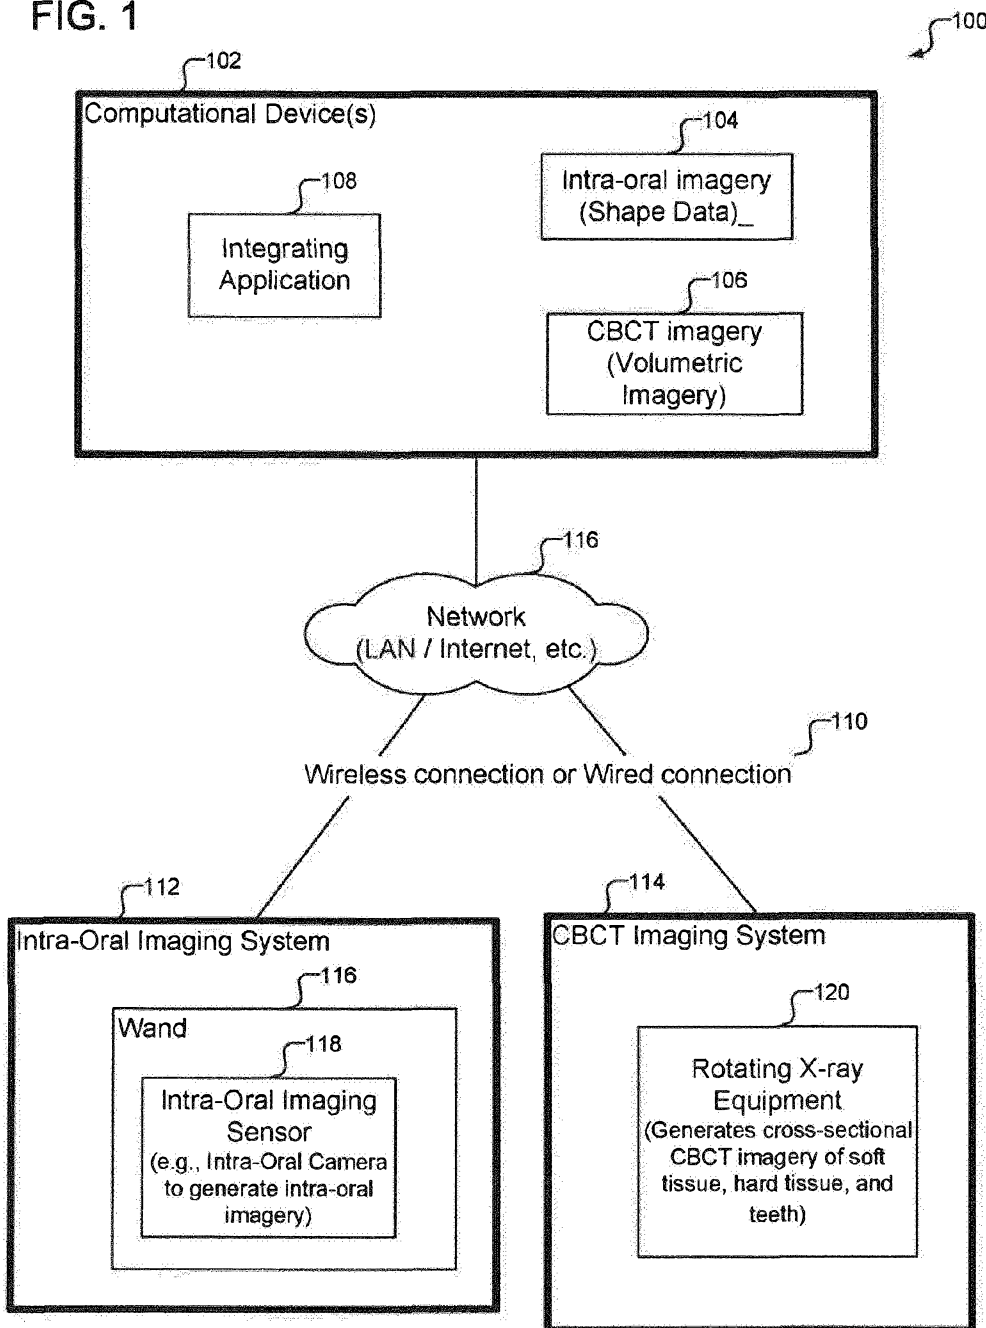 FIG. 1
100
102
Computational Device(s)
104
Intra-oral imagery
(Shape Data)_
108
Integrating
Application
106
CBCT imagery
(Volumetric
Imagery)
116
Network
(LAN / Internet, etc.)
110
Wireless connection or Wired connection
112
Intra-Oral Imaging System
116
Wand
118
Intra-Oral Imaging
Sensor
(e.g., Intra-Oral Camera
to generate intra-oral
imagery)
114
CBCT Imaging System
120
Rotating X-ray
Equipment
(Generates cross-sectional
CBCT imagery of soft
tissue, hard tissue, and
teeth)